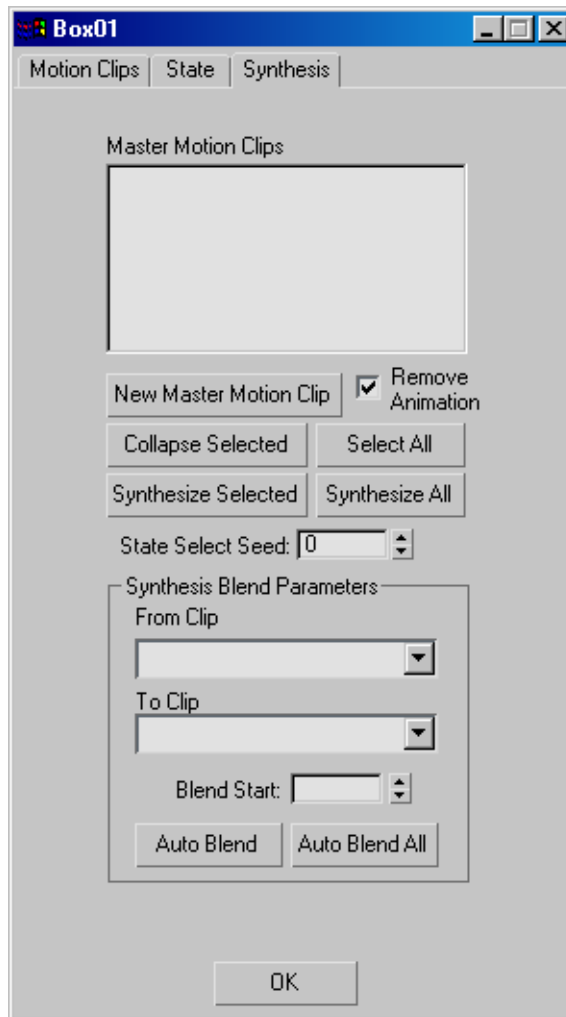 Box01
Motion Clips State Synthesis
Master Motion Clips
New Master Motion Clip
Remove
Animation
Collapse Selected Select All
Synthesize Selected Synthesize All
State Select Seed: 0
Synthesis Blend Parameters
From Clip
To Clip
Blend Start:
Auto Blend Auto Blend All
OK